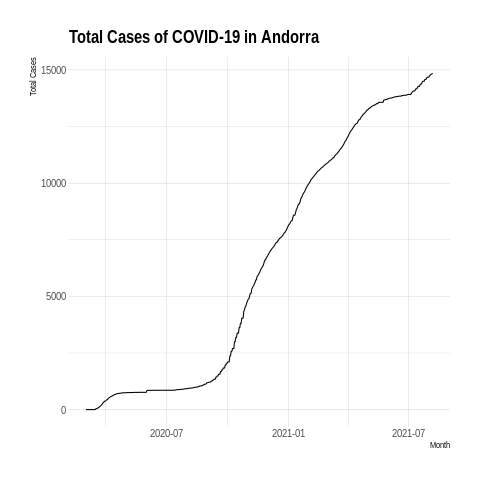 Total Cases of COVID-19 in Andorra
Total Cases
15000
10000
5000
0
2020-07
2021-01
2021-07
Month